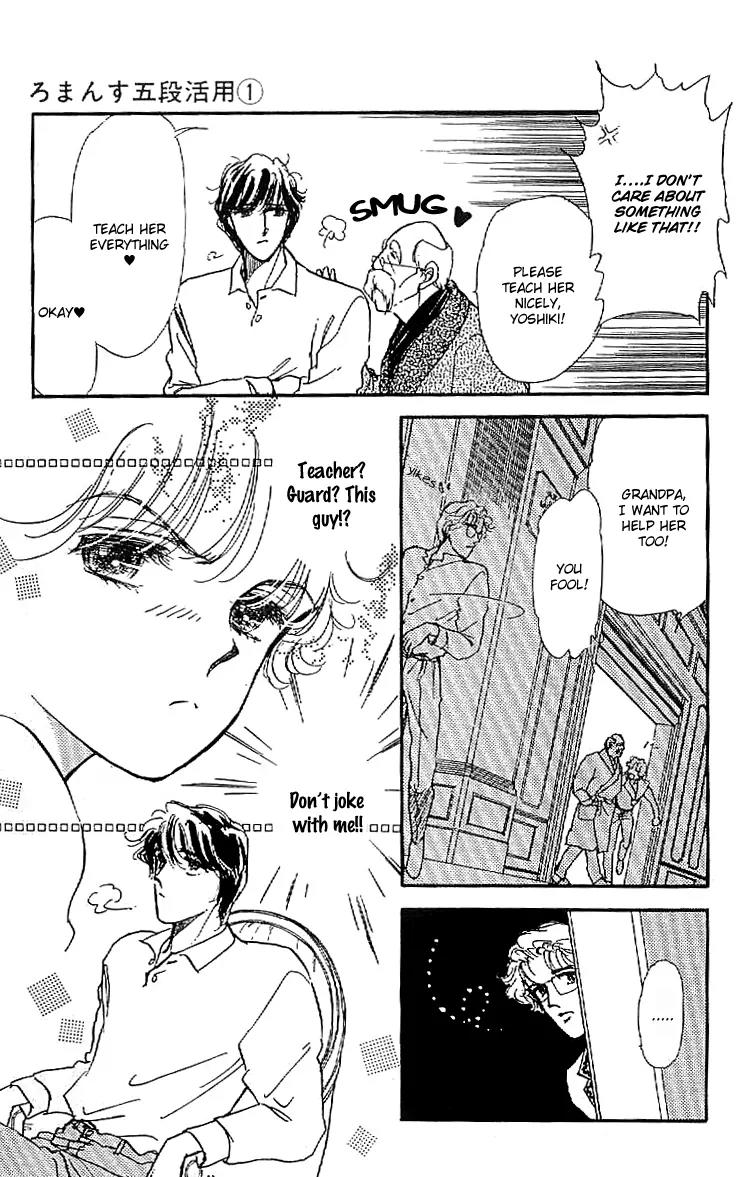 ろまんす五段活用①
I....I DON'T
CARE ABOUT
SOMETHING
LIKE THAT!!
PLEASE
TEACH HER
NICELY,
YOSHIKI!
SMUG♥
TEACH HER
EVERYTHING
♥
OKAY♥
GRANDPA,
I WANT TO
HELP HER
TOO!
YOU
FOOL!
yikes
Teacher?
Guard? This
guy!?
Don't joke
with me!!
......